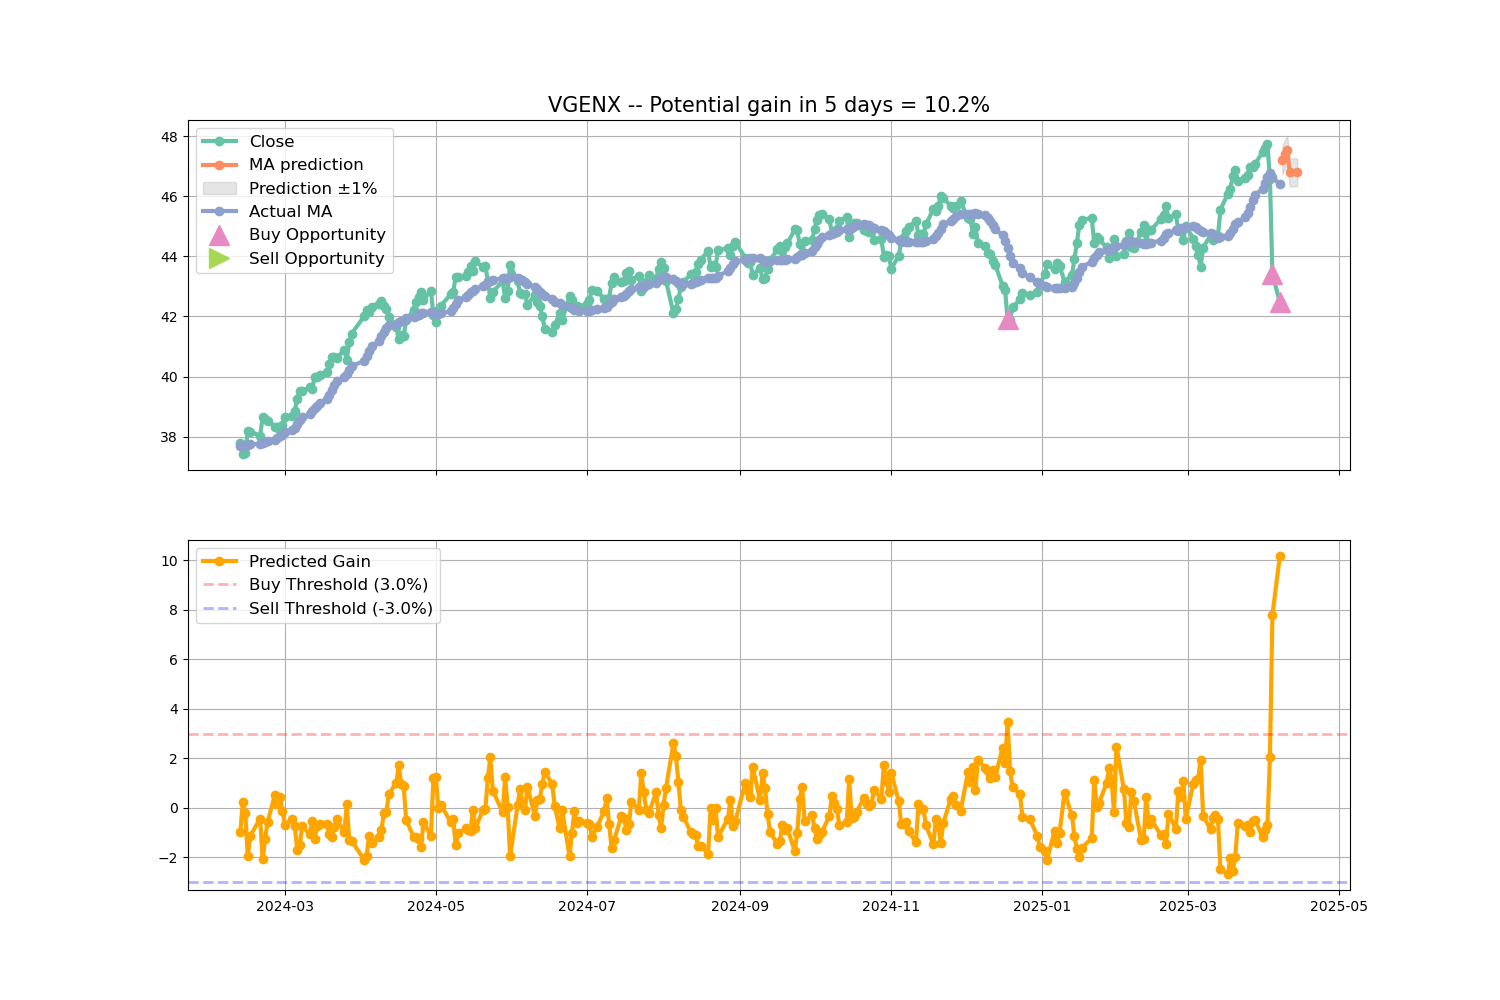 VGENX -- Potential gain in 5 days = 10.2%
Close
MA prediction
Prediction ±1%
Actual MA
Buy Opportunity
Sell Opportunity
48
46
44
42
40
38
Predicted Gain
Buy Threshold (3.0%)
Sell Threshold (-3.0%)
10
8
6
4
2
0
−2
2024-03 2024-05 2024-07 2024-09 2024-11 2025-01 2025-03 2025-05